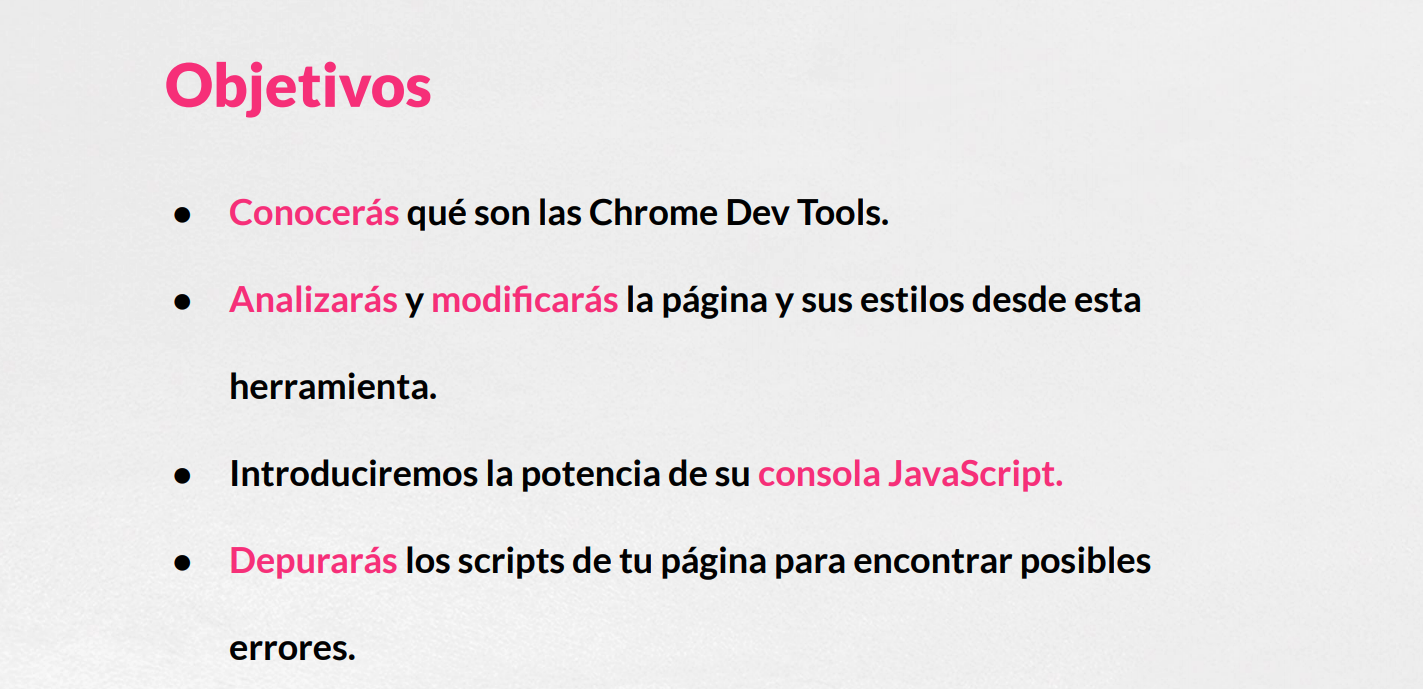 Objetivos
● Conocerás qué son las Chrome Dev Tools.
● Analizarás y modificarás la página y sus estilos desde esta
herramienta.
● Introduciremos la potencia de su consola JavaScript.
● Depurarás los scripts de tu página para encontrar posibles
errores.